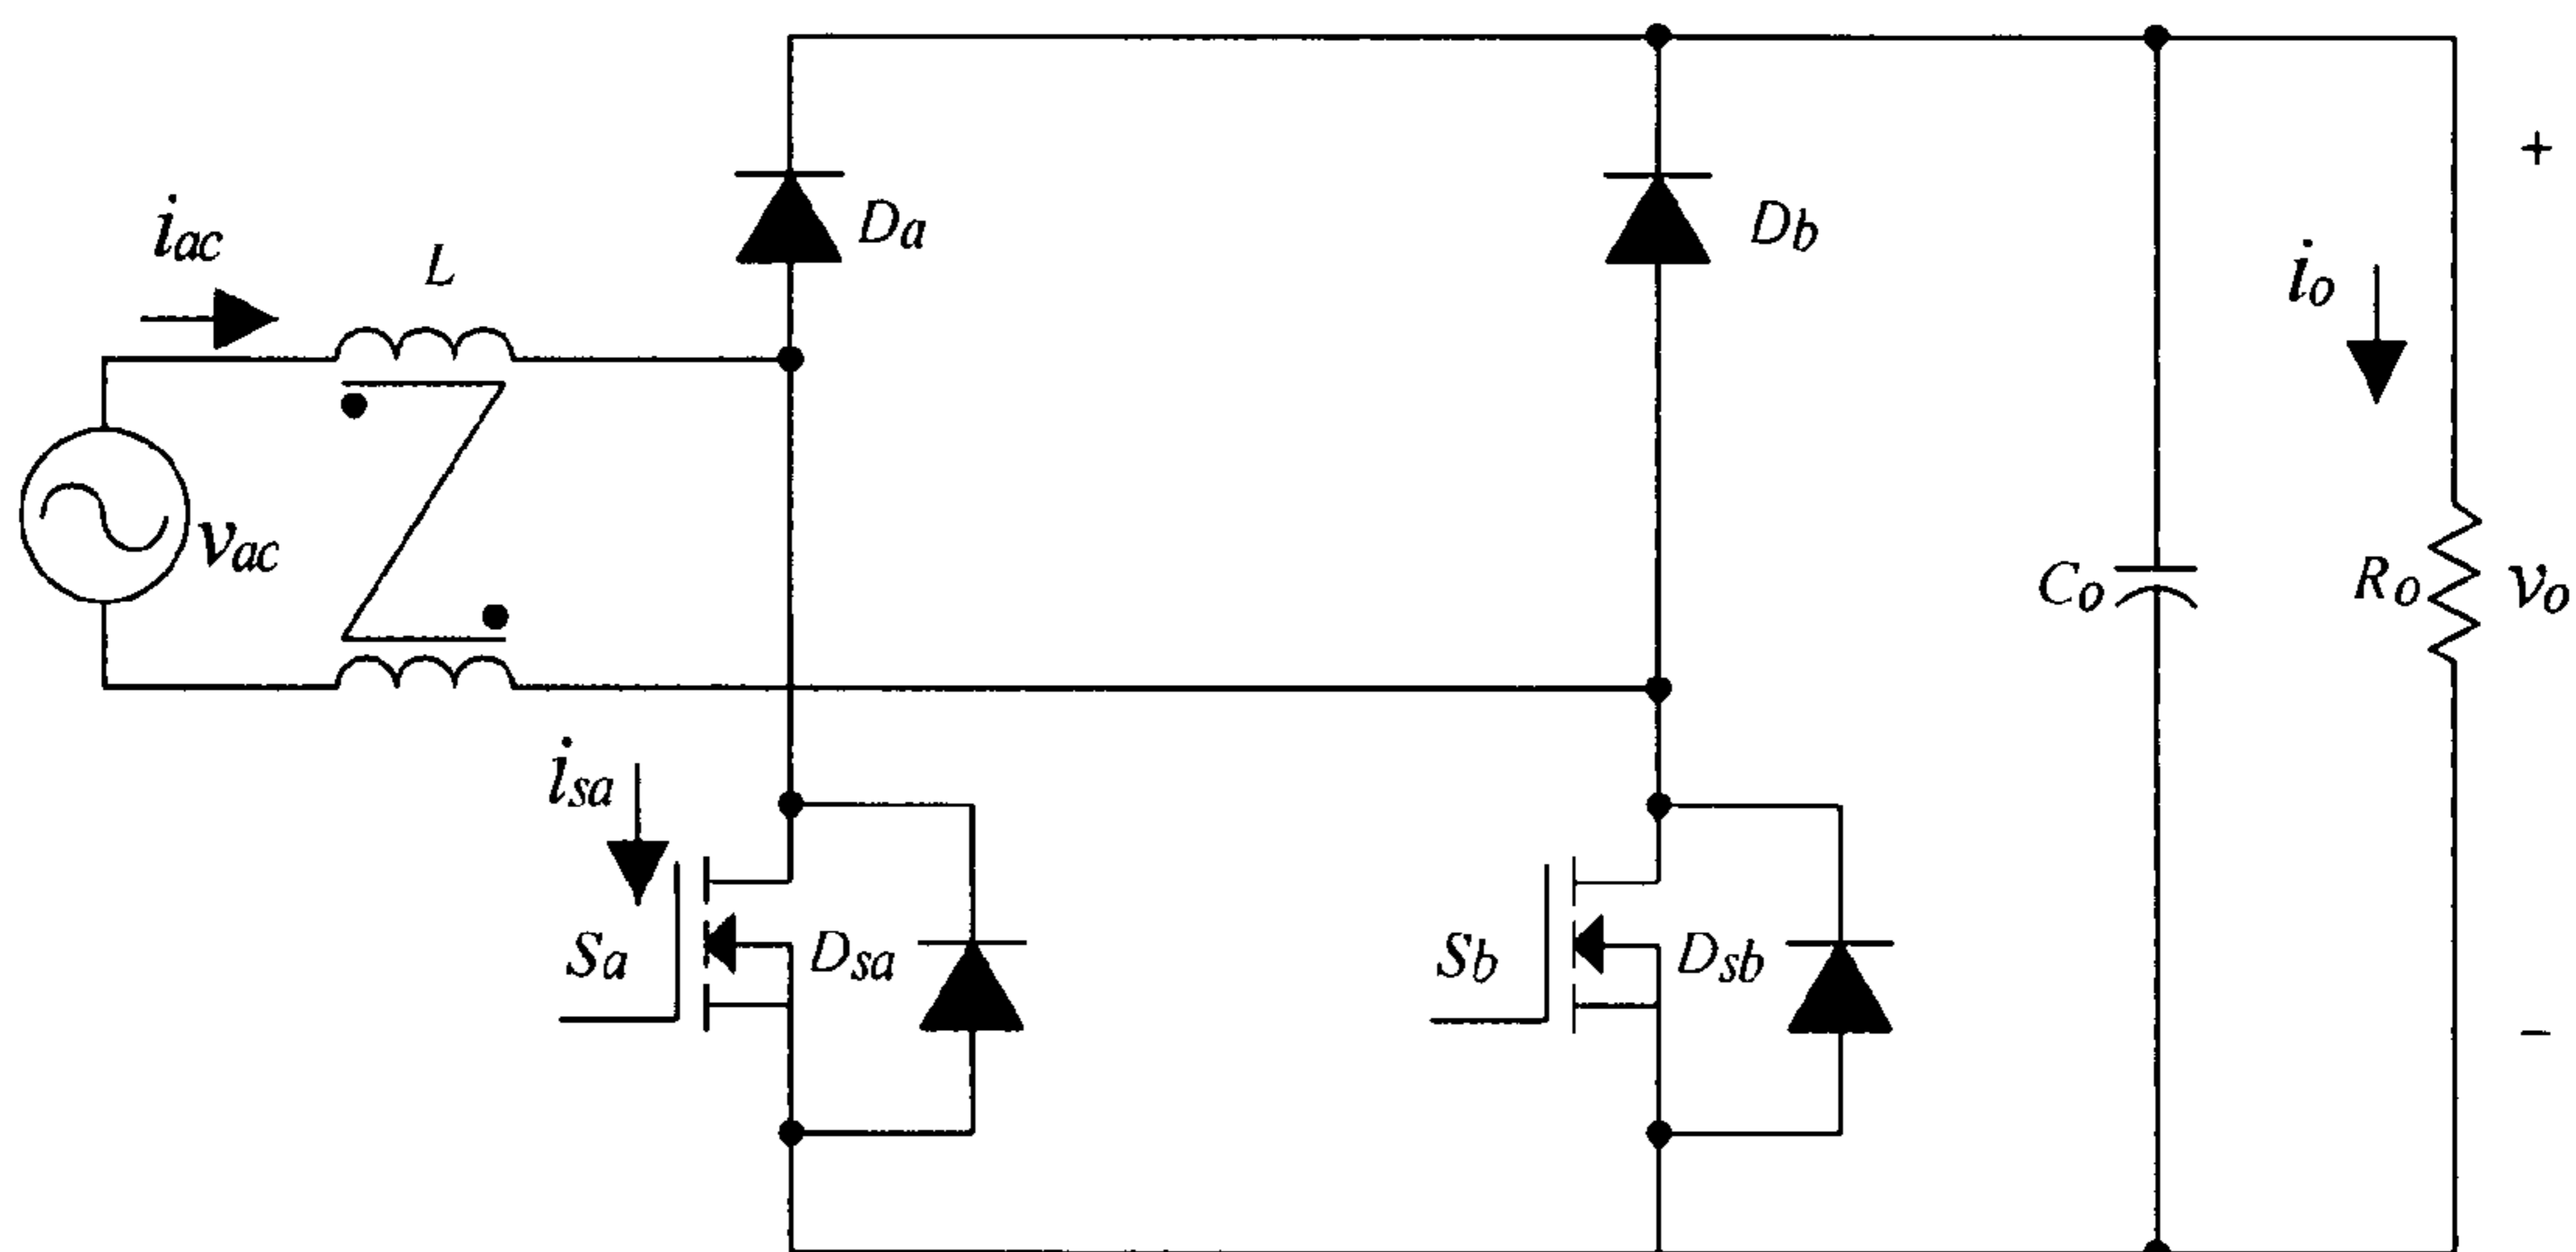 +
Da
Db
iac
L
io
vac
Co
Ro
vo
isa
Sa
Dsa
Sb
Dsb
−